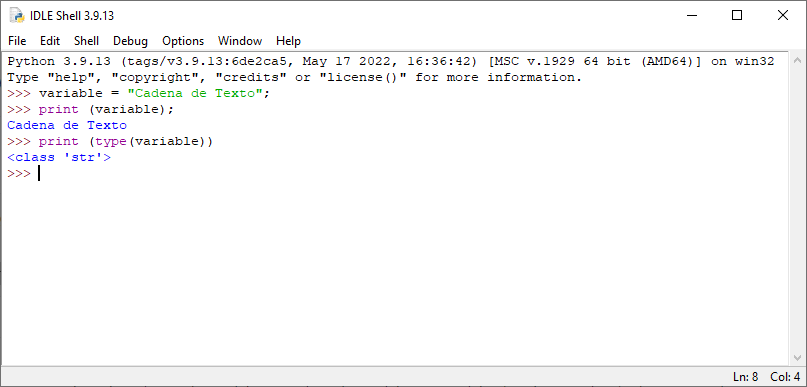 IDLE Shell 3.9.13
File Edit Shell Debug Options Window Help
Python 3.9.13 (tags/v3.9.13:6de2ca5, May 17 2022, 16:36:42) [MSC v.1929 64 bit (AMD64)] on win32
Type "help", "copyright", "credits" or "license()" for more information.
>>> variable = "Cadena de Texto";
>>> print (variable);
Cadena de Texto
>>> print (type(variable))
<class 'str'>
>>>
Ln: 8 Col: 4